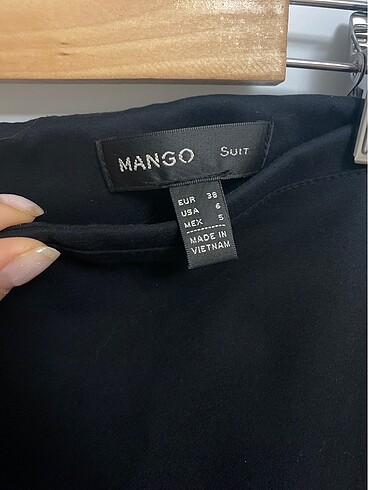 MANGO Suit
EUR 38
USA 6
MEX 5
MADE IN
VIETNAM